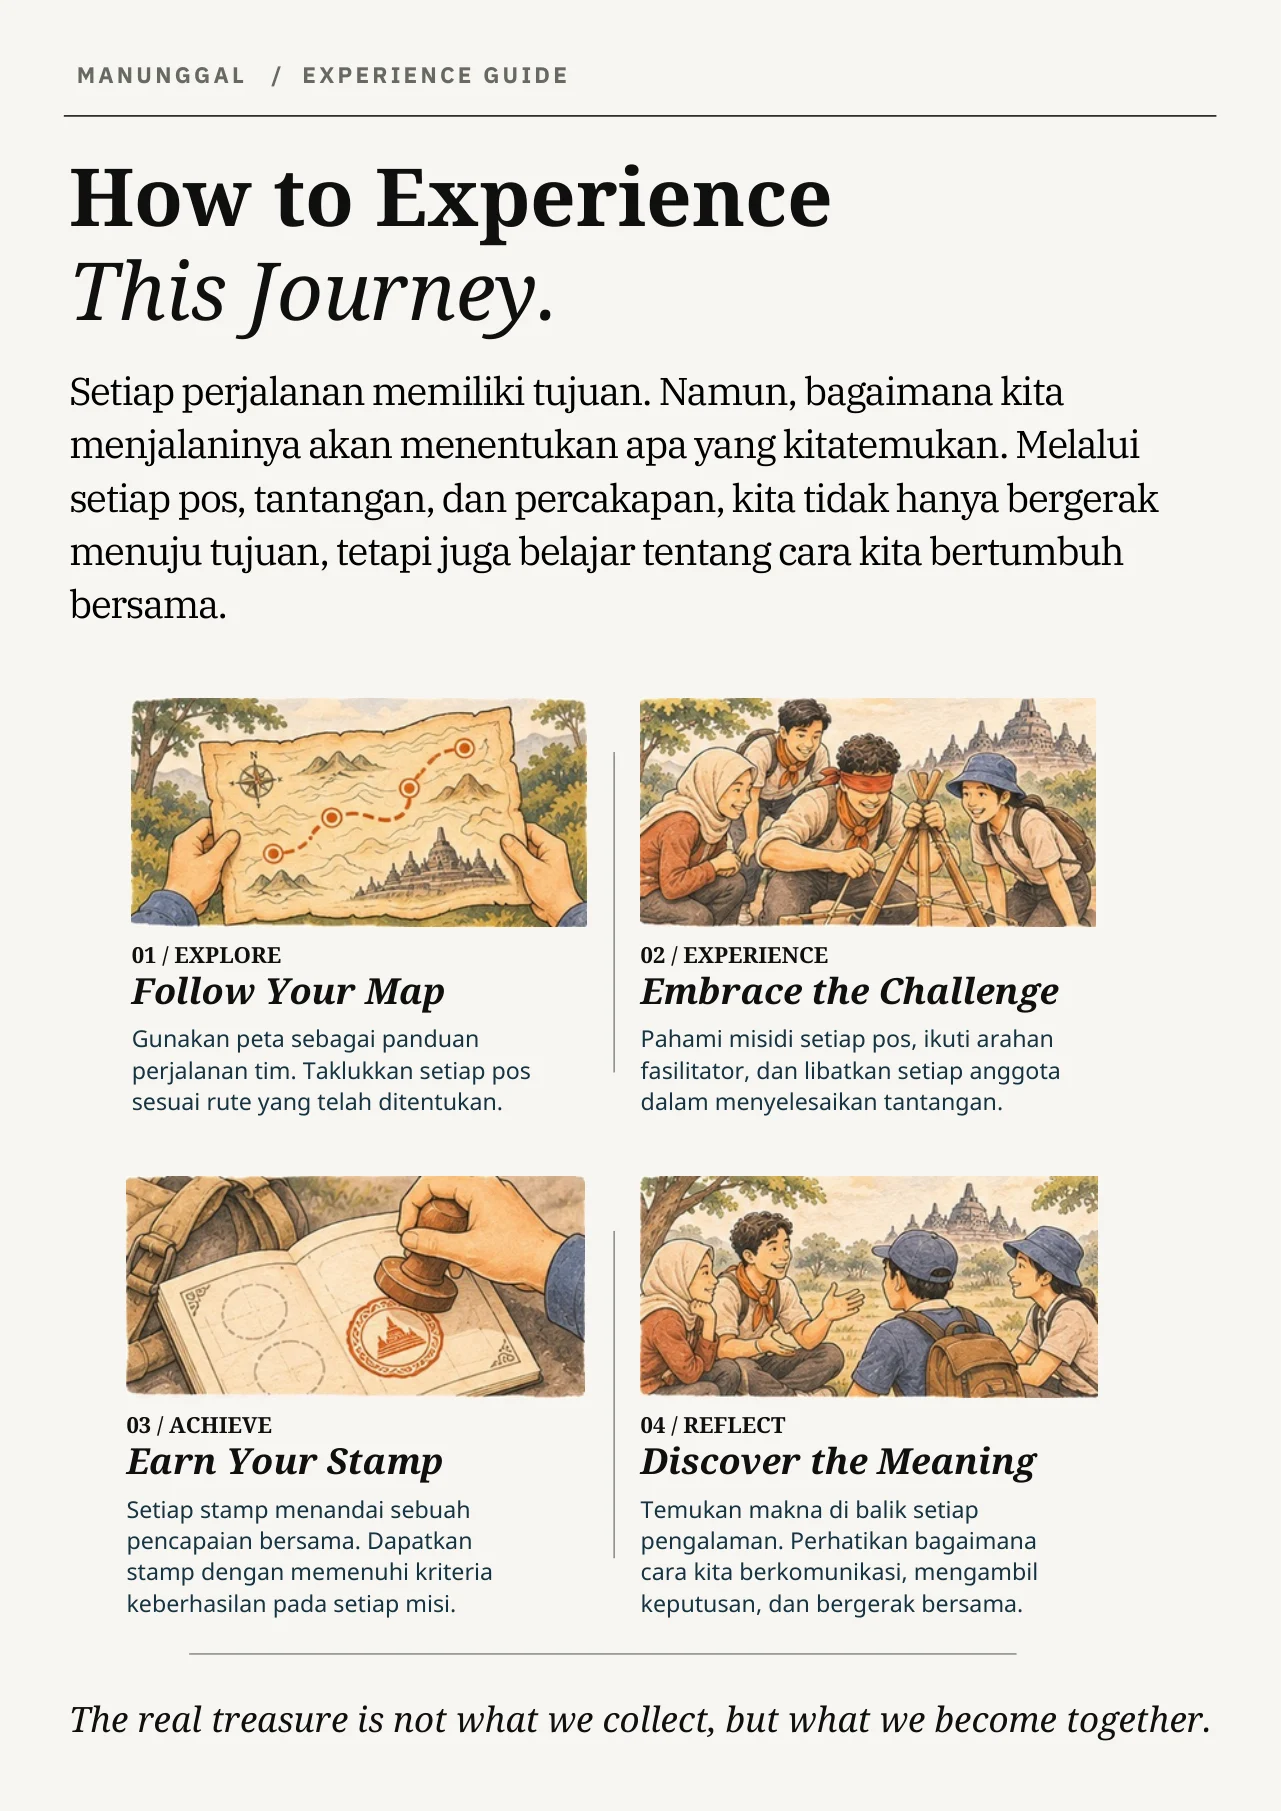 MANUNGGAL / EXPERIENCE GUIDE
How to Experience
This Journey.
Setiap perjalanan memiliki tujuan. Namun, bagaimana kita
menjalaninya akan menentukan apa yang kitatemukan. Melalui
setiap pos, tantangan, dan percakapan, kita tidak hanya bergerak
menuju tujuan, tetapi juga belajar tentang cara kita bertumbuh
bersama.
N
01 / EXPLORE
Follow Your Map
Gunakan peta sebagai panduan
perjalanan tim. Taklukkan setiap pos
sesuai rute yang telah ditentukan.
02 / EXPERIENCE
Embrace the Challenge
Pahami misidi setiap pos, ikuti arahan
fasilitator, dan libatkan setiap anggota
dalam menyelesaikan tantangan.
03 / ACHIEVE
Earn Your Stamp
Setiap stamp menandai sebuah
pencapaian bersama. Dapatkan
stamp dengan memenuhi kriteria
keberhasilan pada setiap misi.
04 / REFLECT
Discover the Meaning
Temukan makna di balik setiap
pengalaman. Perhatikan bagaimana
cara kita berkomunikasi, mengambil
keputusan, dan bergerak bersama.
The real treasure is not what we collect, but what we become together.